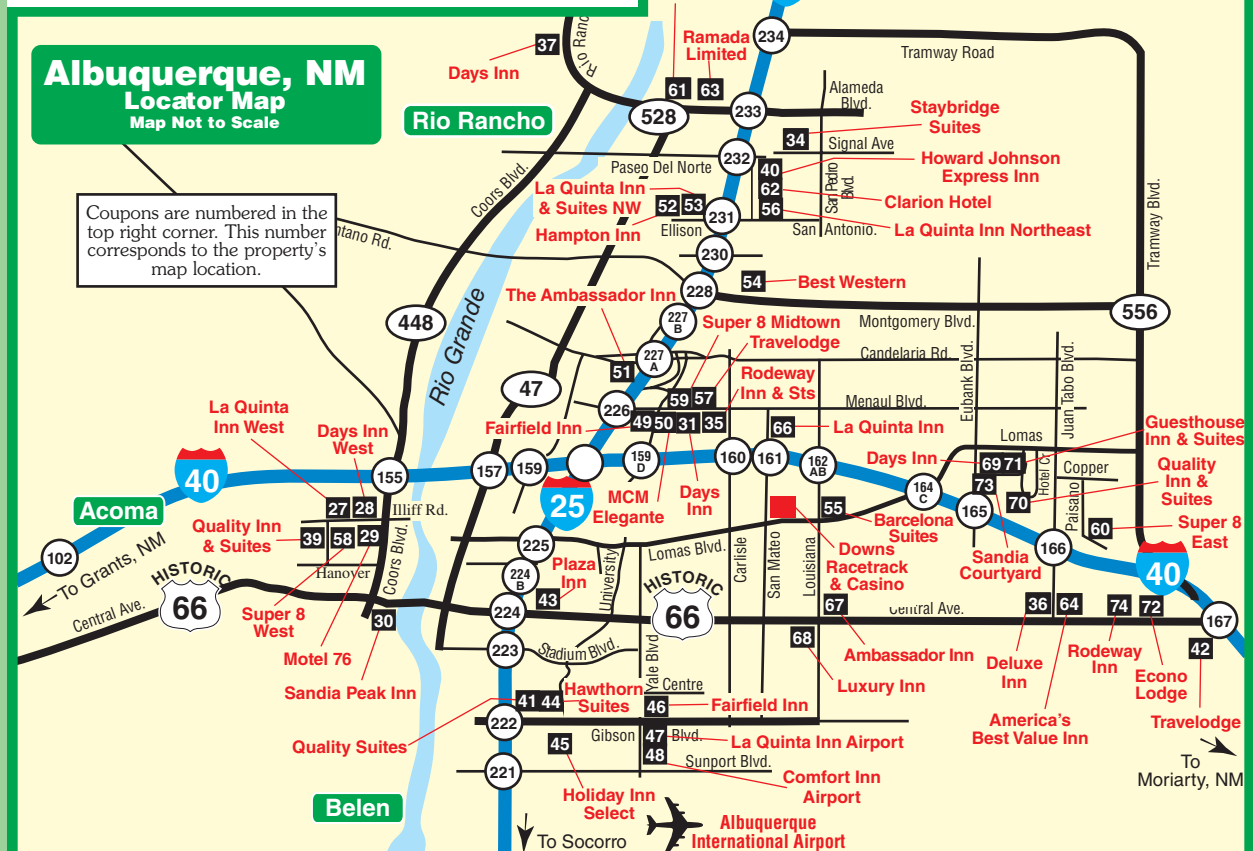 Albuquerque, NM
Locator Map
Map Not to Scale
Coupons are numbered in the
top right corner. This number
corresponds to the property's
map location.
37
Days Inn
Rio Ranc
Rio Rancho
61
63
Ramada
Limited
234
Tramway Road
528
233
Alameda
Blvd.
Staybridge
Suites
34
Signal Ave
232
Paseo Del Norte
40
Howard Johnson
Express Inn
62
Clarion Hotel
San Pedro
Blvd.
56
La Quinta Inn Northeast
La Quinta Inn
& Suites NW
52
53
Hampton Inn
231
Ellison
San Antonio.
230
Coors Blvd.
ntano Rd.
54
Best Western
228
Tramway Blvd.
556
The Ambassador Inn
227
B
Montgomery Blvd.
448
Rio Grande
Super 8 Midtown
Travelodge
227
A
Candelaria Rd.
51
Rodeway
Inn & Sts
47
59
57
Menaul Blvd.
Eubank Blvd.
Juan Tabo Blvd.
226
Fairfield Inn
49
50
31
35
66
La Quinta Inn
Lomas
Guesthouse
Inn & Suites
La Quinta
Inn West
Days Inn
West
40
155
157
159
159
D
160
161
162
AB
Days Inn
69
71
Hotel Cr
Copper
Quality
Inn &
Suites
73
70
Paisano
164
C
165
25
MCM
Elegante
Days
Inn
55
Barcelona
Suites
60
Super 8
East
Acoma
27
28
Iliff Rd.
Quality Inn
& Suites
39
58
29
Hanover
Coors Blvd.
102
To Grants, NM
225
Lomas Blvd.
Carlisle
San Mateo
Louisiana
Downs
Racetrack
& Casino
Sandia
Courtyard
166
40
HISTORIC
66
Central Ave.
Super 8
West
Motel 76
30
Sandia Peak Inn
224
B
Plaza
Inn
43
University
HISTORIC
66
224
67
Central Ave.
36
64
74
72
167
Ambassador Inn
Deluxe
Inn
Rodeway
Inn
Econo
Lodge
42
Travelodge
America's
Best Value Inn
223
Stadium Blvd.
Yale Blvd
68
Luxury Inn
Centre
41
44
Hawthorn
Suites
46
Fairfield Inn
Quality Suites
222
Gibson
Blvd.
47
La Quinta Inn Airport
48
Sunport Blvd.
45
Holiday Inn
Select
221
Comfort Inn
Airport
Belen
To Socorro
Albuquerque
International Airport
To
Moriarty, NM